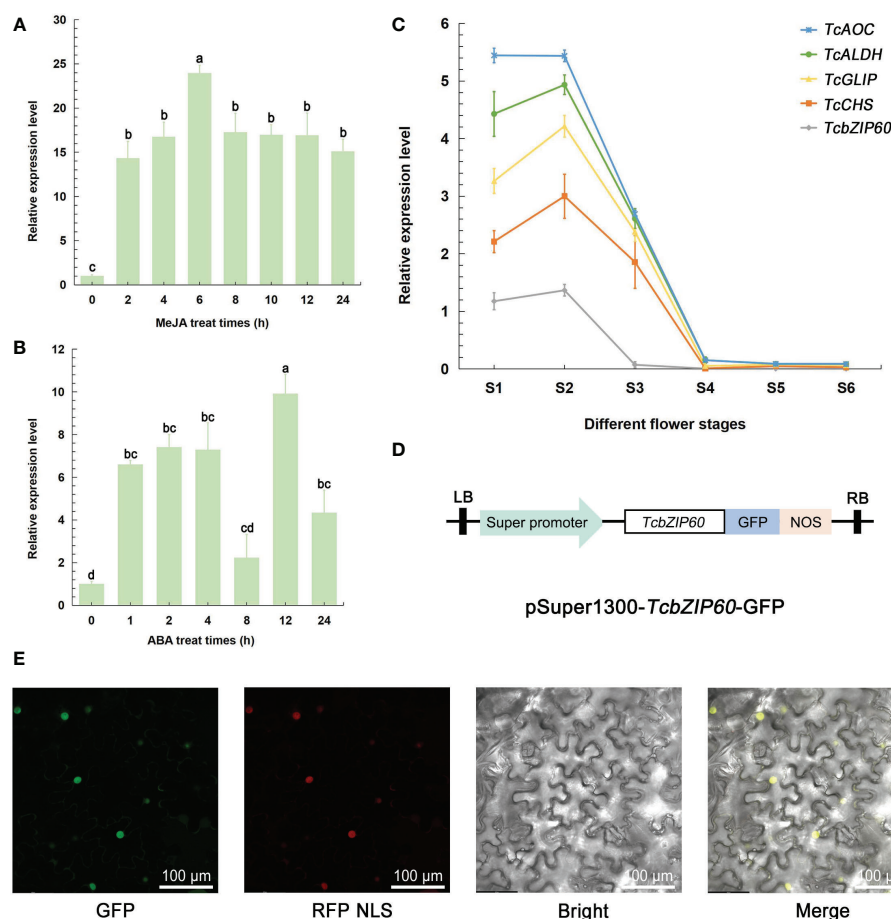 A
Relative expression level
30
25
20
15
10
5
0
c
b
b
a
b
b
b
b
0 2 4 6 8 10 12 24
MeJA treat times (h)
B
Relative expression level
12
10
8
6
4
2
0
d
bc
bc
bc
cd
a
bc
0 1 2 4 8 12 24
ABA treat times (h)
C
Relative expression level
6
5
4
3
2
1
0
TcAOC
TcALDH
TcGLIP
TcCHS
TcbZIP60
S1 S2 S3 S4 S5 S6
Different flower stages
D
LB Super promoter TcbZIP60 GFP NOS RB
pSuper1300-TcbZIP60-GFP
E
100 μm 100 μm 100 μm 100 μm
GFP RFP NLS Bright Merge